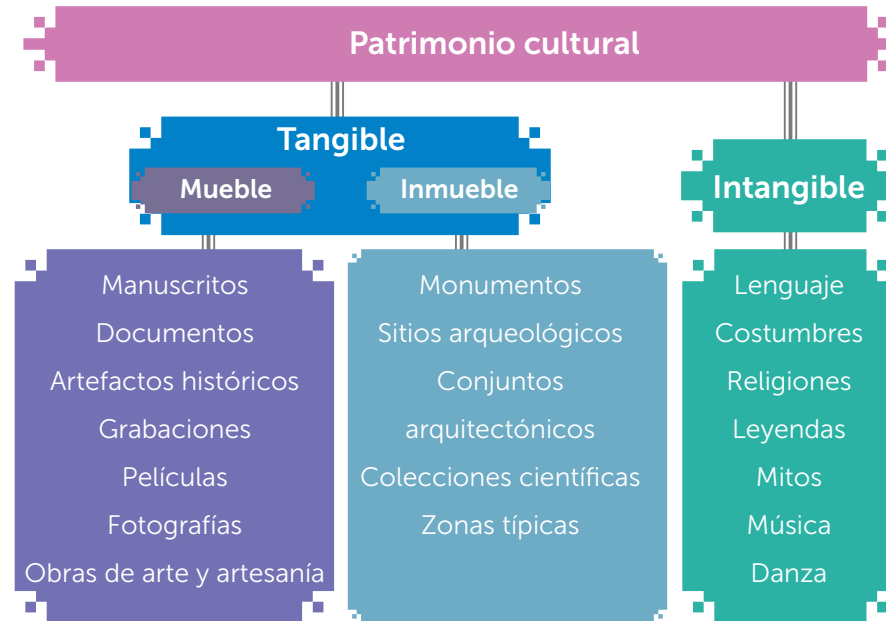 Patrimonio cultural
Tangible
Mueble
Inmueble
Intangible
Manuscritos
Documentos
Artefactos históricos
Grabaciones
Películas
Fotografías
Obras de arte y artesanía
Monumentos
Sitios arqueológicos
Conjuntos
arquitectónicos
Colecciones científicas
Zonas típicas
Lenguaje
Costumbres
Religiones
Leyendas
Mitos
Música
Danza